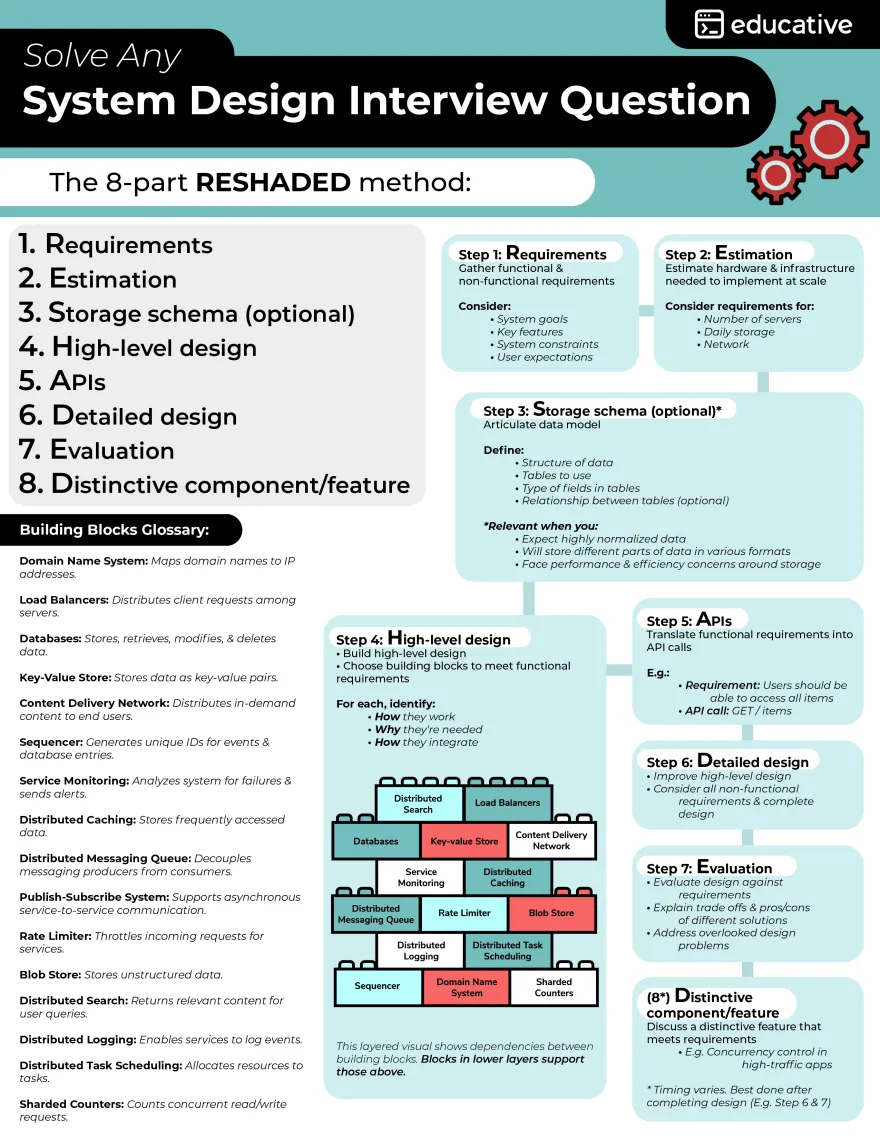 educative
Solve Any
System Design Interview Question
The 8-part RESHADED method:
1. Requirements
2. Estimation
3. Storage schema (optional)
4. High-level design
5. APIs
6. Detailed design
7. Evaluation
8. Distinctive component/feature
Building Blocks Glossary:
Domain Name System: Maps domain names to IP
addresses.
Load Balancers: Distributes client requests among
servers.
Databases: Stores, retrieves, modifies, & deletes
data.
Key-Value Store: Stores data as key-value pairs.
Content Delivery Network: Distributes in-demand
content to end users.
Sequencer: Generates unique IDs for events &
database entries.
Service Monitoring: Analyzes system for failures &
sends alerts.
Distributed Caching: Stores frequently accessed
data.
Distributed Messaging Queue: Decouples
messaging producers from consumers.
Publish-Subscribe System: Supports asynchronous
service-to-service communication.
Rate Limiter: Throttles incoming requests for
services.
Blob Store: Stores unstructured data.
Distributed Search: Returns relevant content for
user queries.
Distributed Logging: Enables services to log events.
Distributed Task Scheduling: Allocates resources to
tasks.
Sharded Counters: Counts concurrent read/write
requests.
Step 1: Requirements
Gather functional &
non-functional requirements
Consider:
• System goals
• Key features
• System constraints
• User expectations
Step 2: Estimation
Estimate hardware & infrastructure
needed to implement at scale
Consider requirements for:
• Number of servers
• Daily storage
• Network
Step 3: Storage schema (optional)*
Articulate data model
Define:
• Structure of data
• Tables to use
• Type of fields in tables
• Relationship between tables (optional)
*Relevant when you:
• Expect highly normalized data
• Will store different parts of data in various formats
• Face performance & efficiency concerns around storage
Step 4: High-level design
• Build high-level design
• Choose building blocks to meet functional
requirements
For each, identify:
• How they work
• Why they're needed
• How they integrate
Distributed
Search
Load Balancers
Databases
Key-value Store
Content Delivery
Network
Service
Monitoring
Distributed
Caching
Distributed
Messaging Queue
Rate Limiter
Blob Store
Distributed
Logging
Distributed Task
Scheduling
Sequencer
Domain Name
System
Sharded
Counters
This layered visual shows dependencies between
building blocks. Blocks in lower layers support
those above.
Step 5: APIs
Translate functional requirements into
API calls
E.g.:
• Requirement: Users should be
able to access all items
• API call: GET / items
Step 6: Detailed design
• Improve high-level design
• Consider all non-functional
requirements & complete
design
Step 7: Evaluation
• Evaluate design against
requirements
• Explain trade offs & pros/cons
of different solutions
• Address overlooked design
problems
(8*) Distinctive
component/feature
Discuss a distinctive feature that
meets requirements
• E.g. Concurrency control in
high-traffic apps
* Timing varies. Best done after
completing design (E.g. Step 6 & 7)